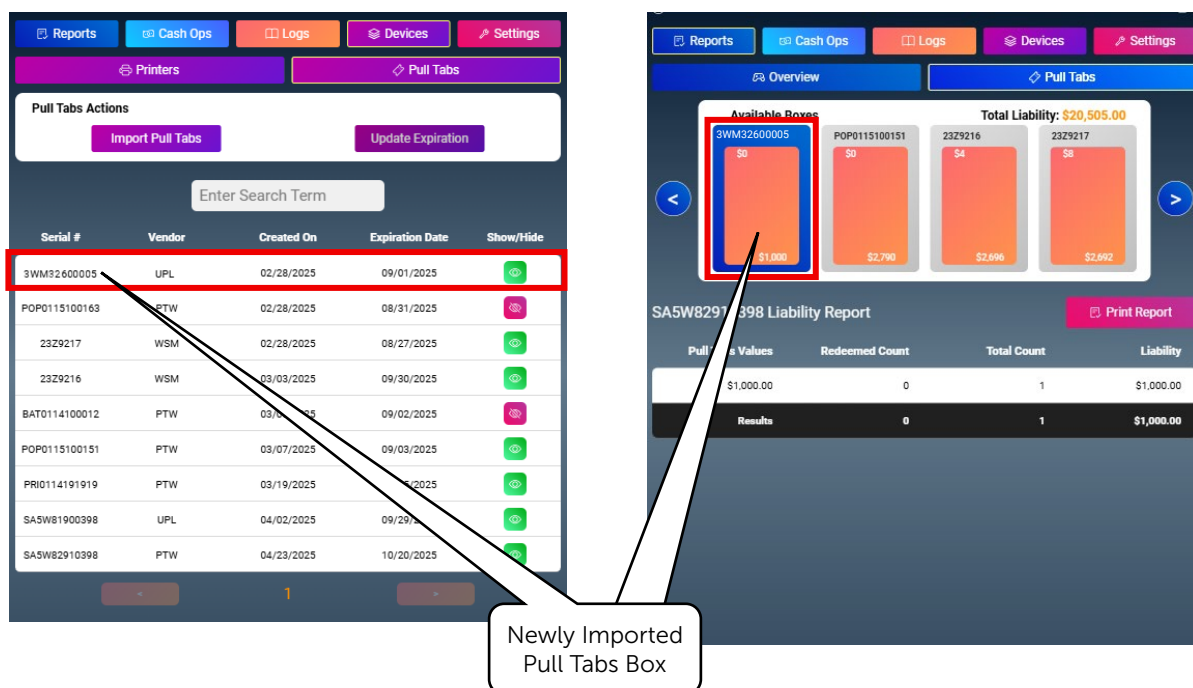 Reports Cash Ops Logs Devices Settings
Printers Pull Tabs
Pull Tabs Actions
Import Pull Tabs Update Expiration
Enter Search Term
Serial # Vendor Created On Expiration Date Show/Hide
3WM32600005 UPL 02/28/2025 09/01/2025
POP0115100163 PTW 02/28/2025 08/31/2025
23Z9217 WSM 02/28/2025 08/27/2025
23Z9216 WSM 03/03/2025 09/30/2025
BAT0114100012 PTW 09/02/2025
POP0115100151 PTW 03/07/2025 09/03/2025
PRI0114191919 PTW 03/19/2025
SA5W81900398 UPL 04/02/2025
SA5W82910398 PTW 04/23/2025 10/20/2025
< 1 >
Reports Cash Ops Logs Devices Settings
Overview Pull Tabs
Available Boxes Total Liability: $20,505.00
3WM32600005 POP0115100151 23Z9216 23Z9217
$0 $0 $4 $8
< >
$1,000 $2,790 $2,696 $2,692
Liability Report Print Report
Values Redeemed Count Total Count Liability
$1,000.00 0 1 $1,000.00
Results 0 1 $1,000.00
Newly Imported
Pull Tabs Box